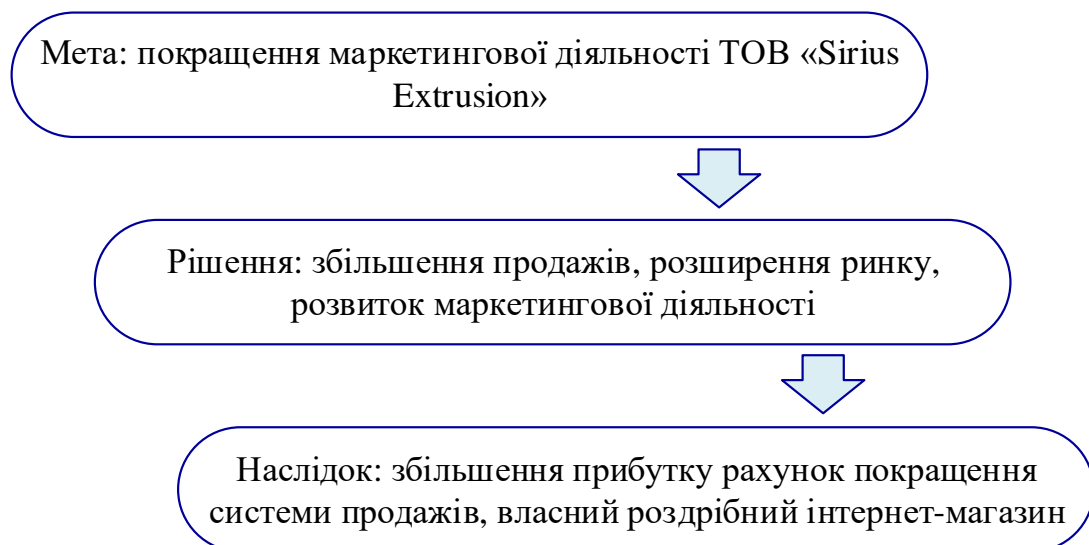 Мета: покращення маркетингової діяльності ТОВ «Sirius
Extrusion»
Рішення: збільшення продажів, розширення ринку,
розвиток маркетингової діяльності
Наслідок: збільшення прибутку рахунок покращення
системи продажів, власний роздрібний інтернет-магазин